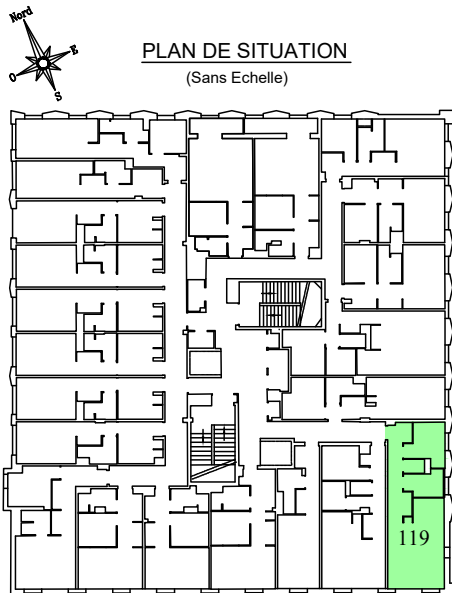 Nord
E
O
S
PLAN DE SITUATION
(Sans Echelle)
119